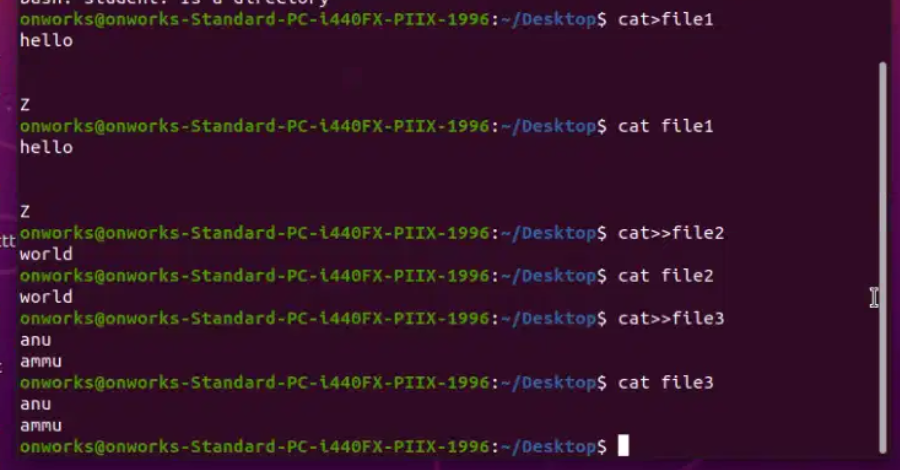 bash: student: is a directory
onworks@onworks-Standard-PC-i440FX-PIIX-1996:~/Desktop$ cat>file1
hello
Z
onworks@onworks-Standard-PC-i440FX-PIIX-1996:~/Desktop$ cat file1
hello
Z
onworks@onworks-Standard-PC-i440FX-PIIX-1996:~/Desktop$ cat>>file2
world
onworks@onworks-Standard-PC-i440FX-PIIX-1996:~/Desktop$ cat file2
world
onworks@onworks-Standard-PC-i440FX-PIIX-1996:~/Desktop$ cat>>file3
anu
ammu
onworks@onworks-Standard-PC-i440FX-PIIX-1996:~/Desktop$ cat file3
anu
ammu
onworks@onworks-Standard-PC-i440FX-PIIX-1996:~/Desktop$